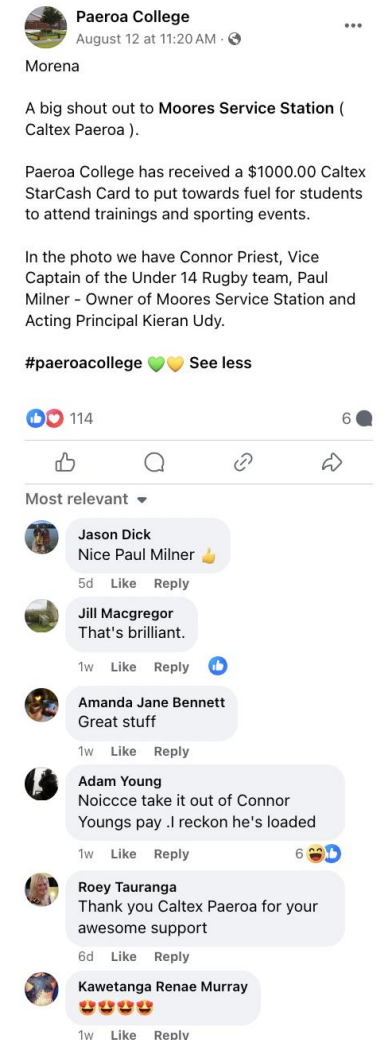 Paeroa College
August 12 at 11:20 AM ·
Morena
A big shout out to Moores Service Station (
Caltex Paeroa ).
Paeroa College has received a $1000.00 Caltex
StarCash Card to put towards fuel for students
to attend trainings and sporting events.
In the photo we have Connor Priest, Vice
Captain of the Under 14 Rugby team, Paul
Milner - Owner of Moores Service Station and
Acting Principal Kieran Udy.
#paeroacollege 💚💛 See less
114 6
Most relevant
Jason Dick
Nice Paul Milner 👍
5d Like Reply
Jill Macgregor
That's brilliant.
1w Like Reply
Amanda Jane Bennett
Great stuff
1w Like Reply
Adam Young
Noiccce take it out of Connor
Youngs pay .I reckon he's loaded
1w Like Reply 6
Roey Tauranga
Thank you Caltex Paeroa for your
awesome support
6d Like Reply
Kawetanga Renae Murray
😍😍😍😍
1w Like Reply